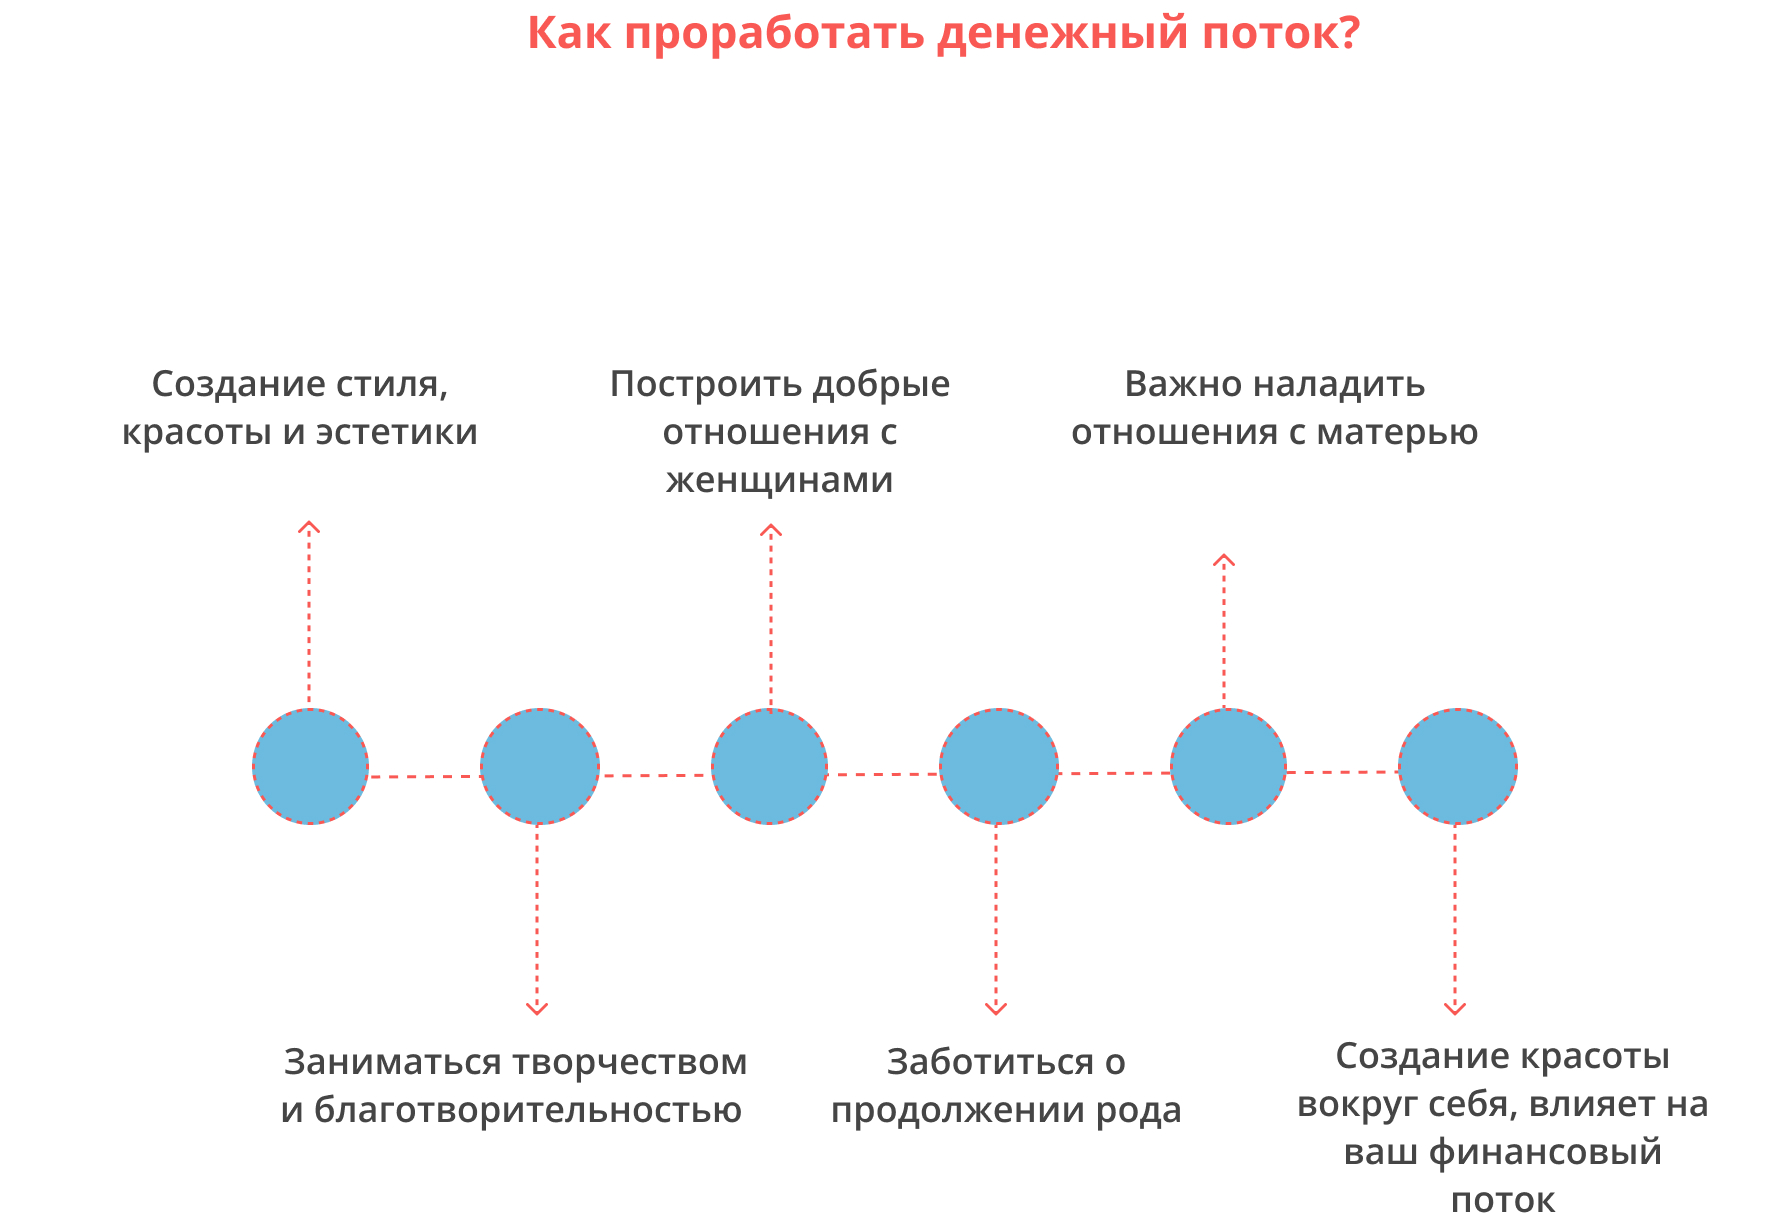 Как проработать денежный поток?
Создание стиля,
красоты и эстетики
Построить добрые
отношения с
женщинами
Важно наладить
отношения с матерью
Заниматься творчеством
и благотворительностью
Заботиться о
продолжении рода
Создание красоты
вокруг себя, влияет на
ваш финансовый
поток